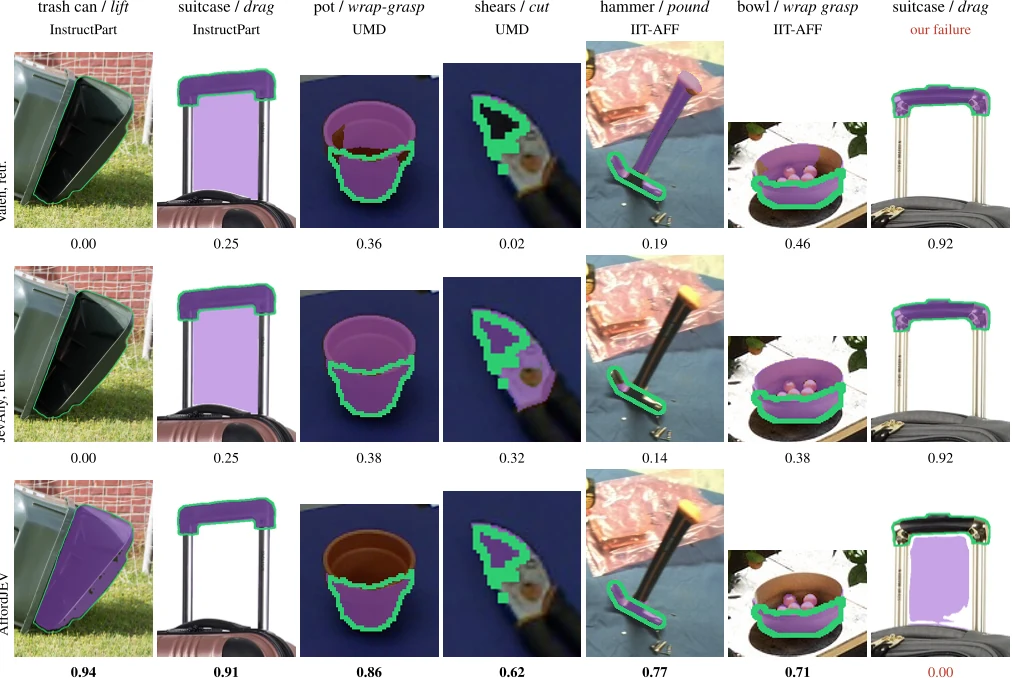 trash can / lift suitcase / drag pot / wrap-grasp shears / cut hammer / pound bowl / wrap grasp suitcase / drag
InstructPart InstructPart UMD UMD IIT-AFF IIT-AFF our failure
retr.
0.00 0.25 0.36 0.02 0.19 0.46 0.92
retr.
0.00 0.25 0.38 0.32 0.14 0.38 0.92
AffordJEV
0.94 0.91 0.86 0.62 0.77 0.71 0.00